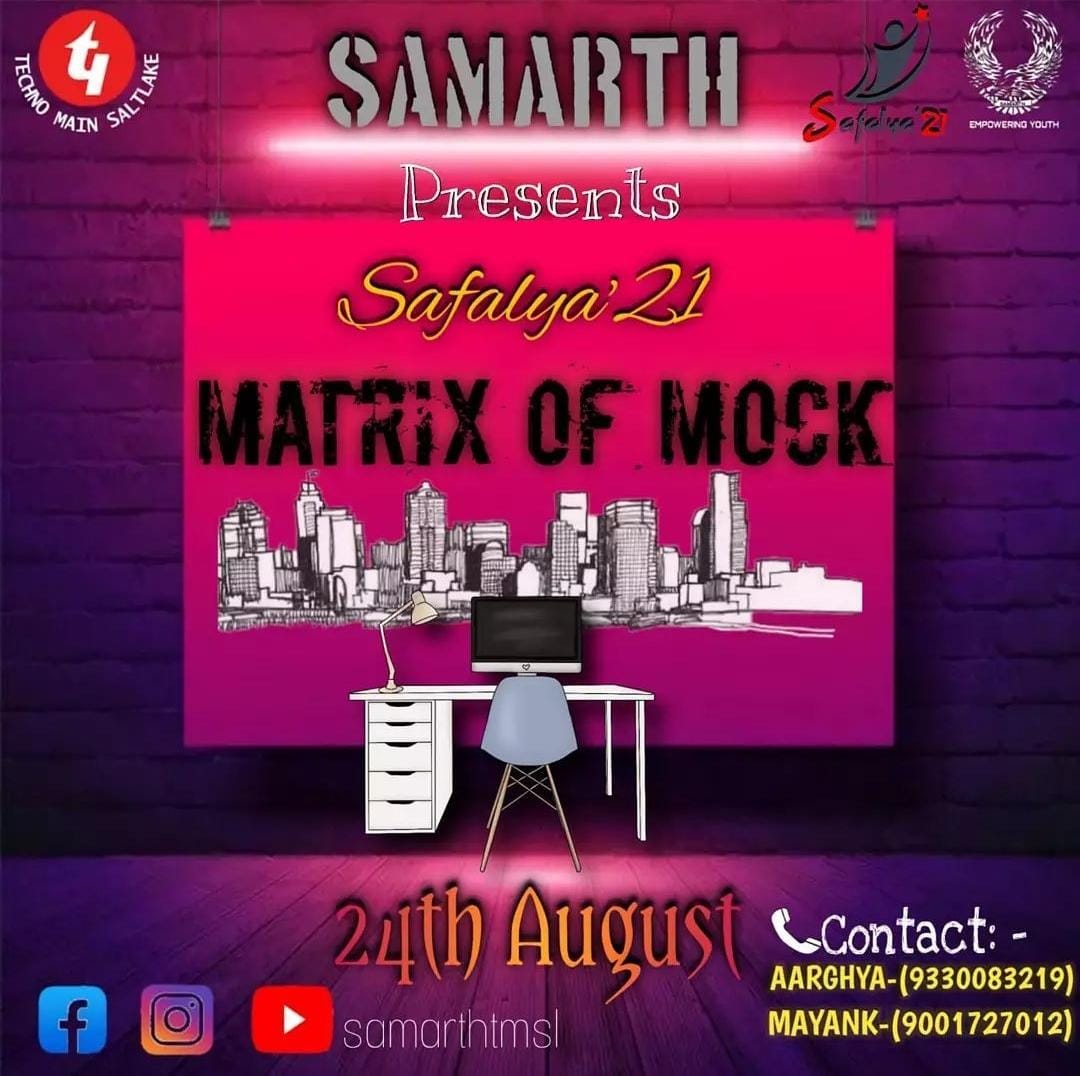 TECHNO MAIN SALTLAKE
SAMARTH
Safalya'21
EMPOWERING YOUTH
Presents
Safalya'21
MATRIX OF MOCK
24th August
Contact: -
AARGHYA-(9330083219)
MAYANK-(9001727012)
samarthtmsl